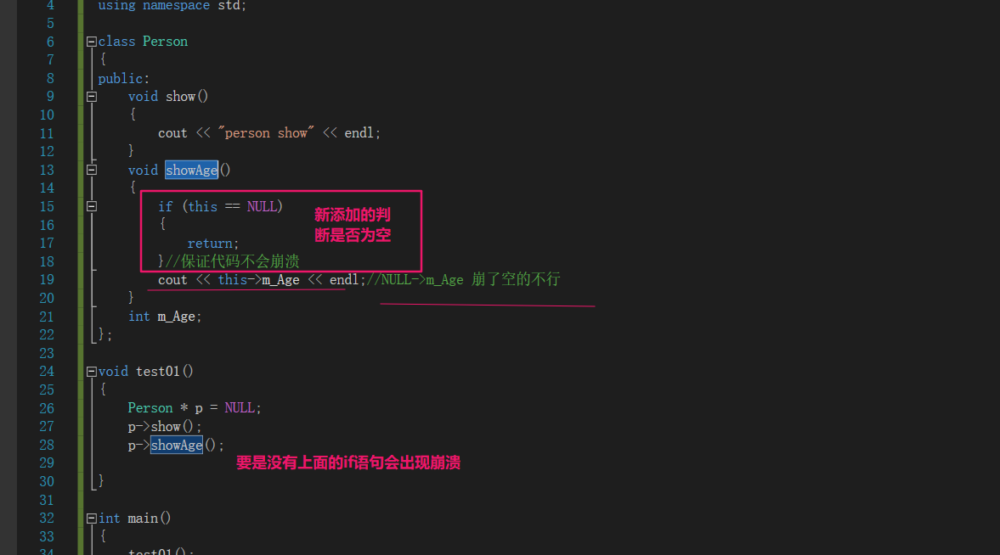 4 using namespace std;
5
6 class Person
7 {
8 public:
9 void show()
10 {
11 cout << "person show" << endl;
12 }
13 void showAge()
14 {
15 if (this == NULL)
16 {
17 return;
18 }//保证代码不会崩溃
新添加的判
断是否为空
19 cout << this->m_Age << endl;//NULL->m_Age 崩了空的不行
20 }
21 int m_Age;
22 };
23
24 void test01()
25 {
26 Person * p = NULL;
27 p->show();
28 p->showAge();
29
要是没有上面的if语句会出现崩溃
30 }
31
32 int main()
33 {
34 test01();